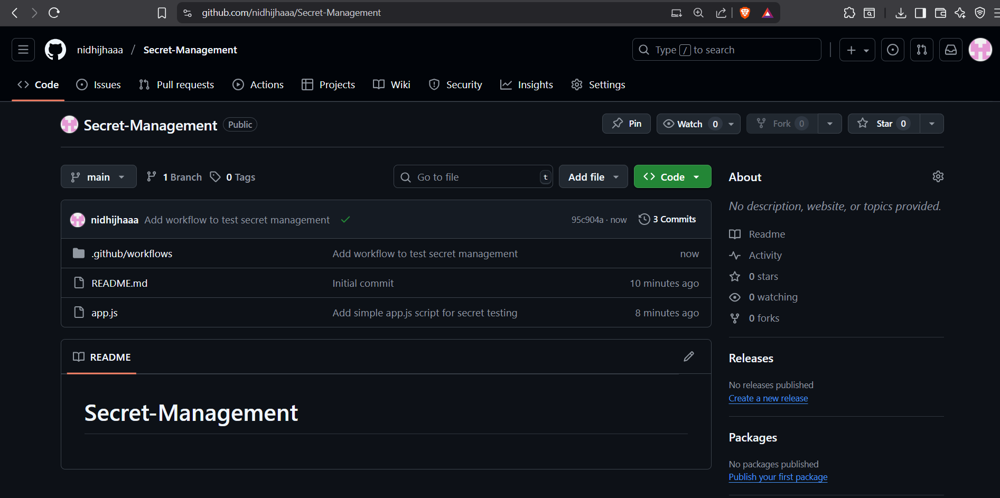 github.com/nidhijhaaa/Secret-Management
nidhijhaaa / Secret-Management
Type / to search
Code Issues Pull requests Actions Projects Wiki Security Insights Settings
Secret-Management Public
Pin Watch 0 Fork 0 Star 0
main 1 Branch 0 Tags
Go to file t Add file Code
nidhijhaaa Add workflow to test secret management 95c904a · now 3 Commits
.github/workflows Add workflow to test secret management now
README.md Initial commit 10 minutes ago
app.js Add simple app.js script for secret testing 8 minutes ago
README
Secret-Management
About
No description, website, or topics provided.
Readme
Activity
0 stars
0 watching
0 forks
Releases
No releases published
Create a new release
Packages
No packages published
Publish your first package